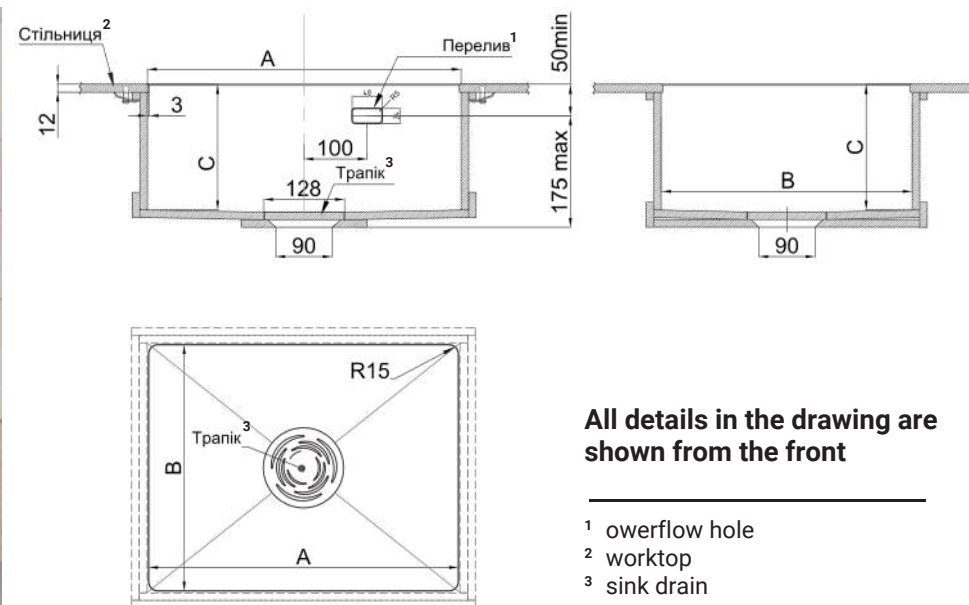 Стільниця2
A
Перелив1
50min
12
3
R5
C
100
Трапік3
128
175 max
90
C
B
90
R15
Трапік3
B
A
All details in the drawing are
shown from the front
1 owerflow hole
2 worktop
3 sink drain